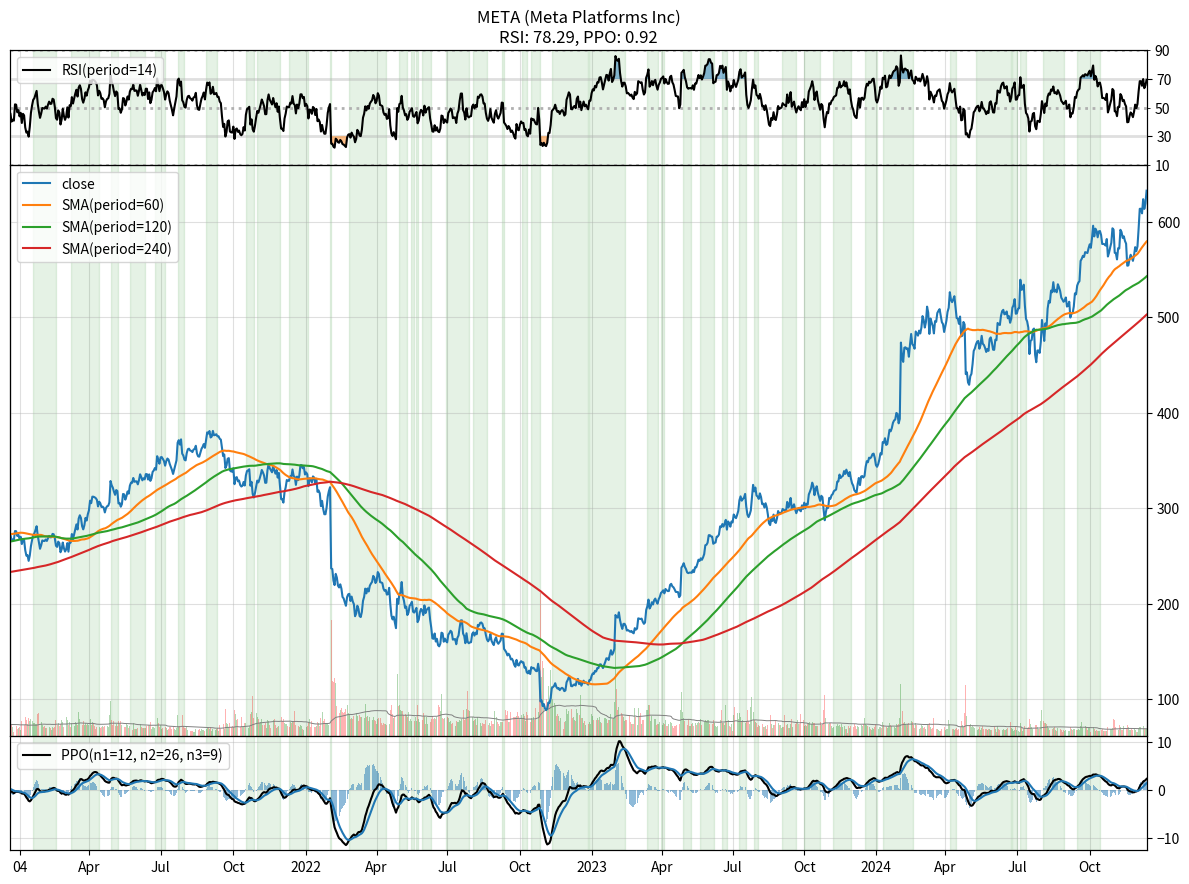 META (Meta Platforms Inc)
RSI: 78.29, PPO: 0.92
RSI(period=14)
90
70
50
30
10
close
SMA(period=60)
SMA(period=120)
SMA(period=240)
600
500
400
300
200
100
PPO(n1=12, n2=26, n3=9)
10
0
−10
04 Apr Jul Oct 2022 Apr Jul Oct 2023 Apr Jul Oct 2024 Apr Jul Oct